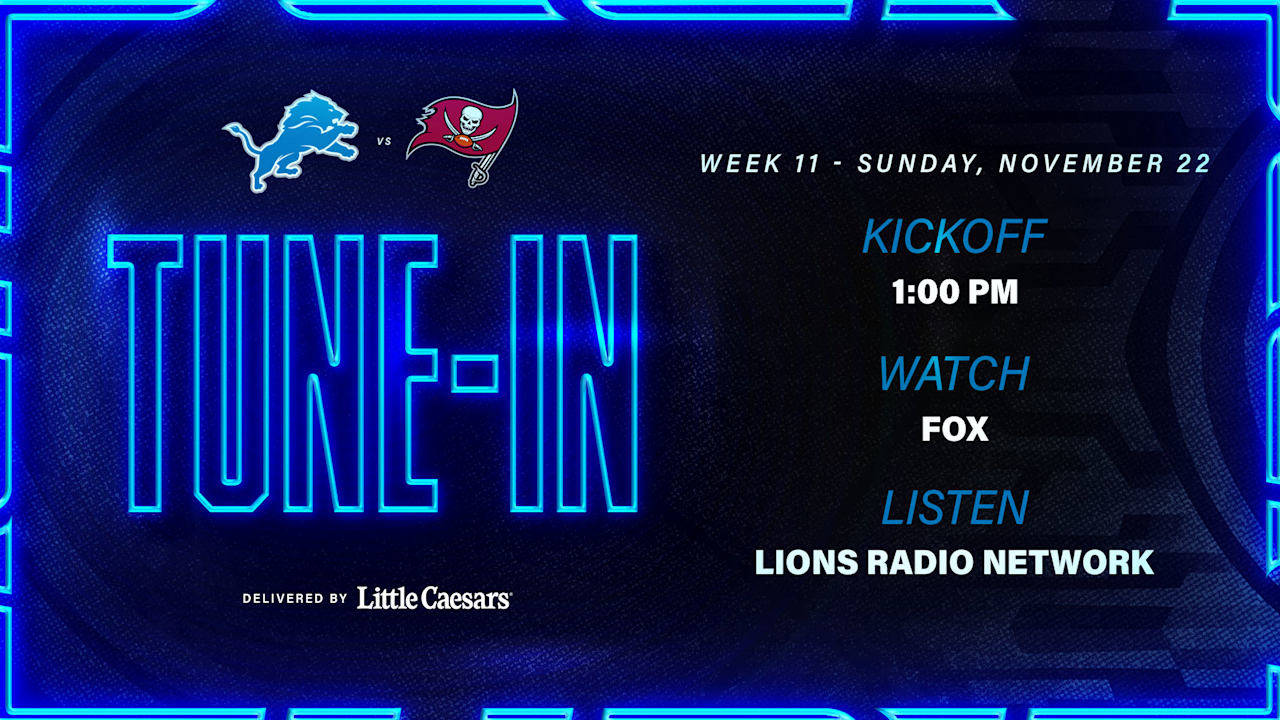 VS
TUNE-IN
DELIVERED BY Little Caesars®
WEEK 11 - SUNDAY, NOVEMBER 22
KICKOFF
1:00 PM
WATCH
FOX
LISTEN
LIONS RADIO NETWORK